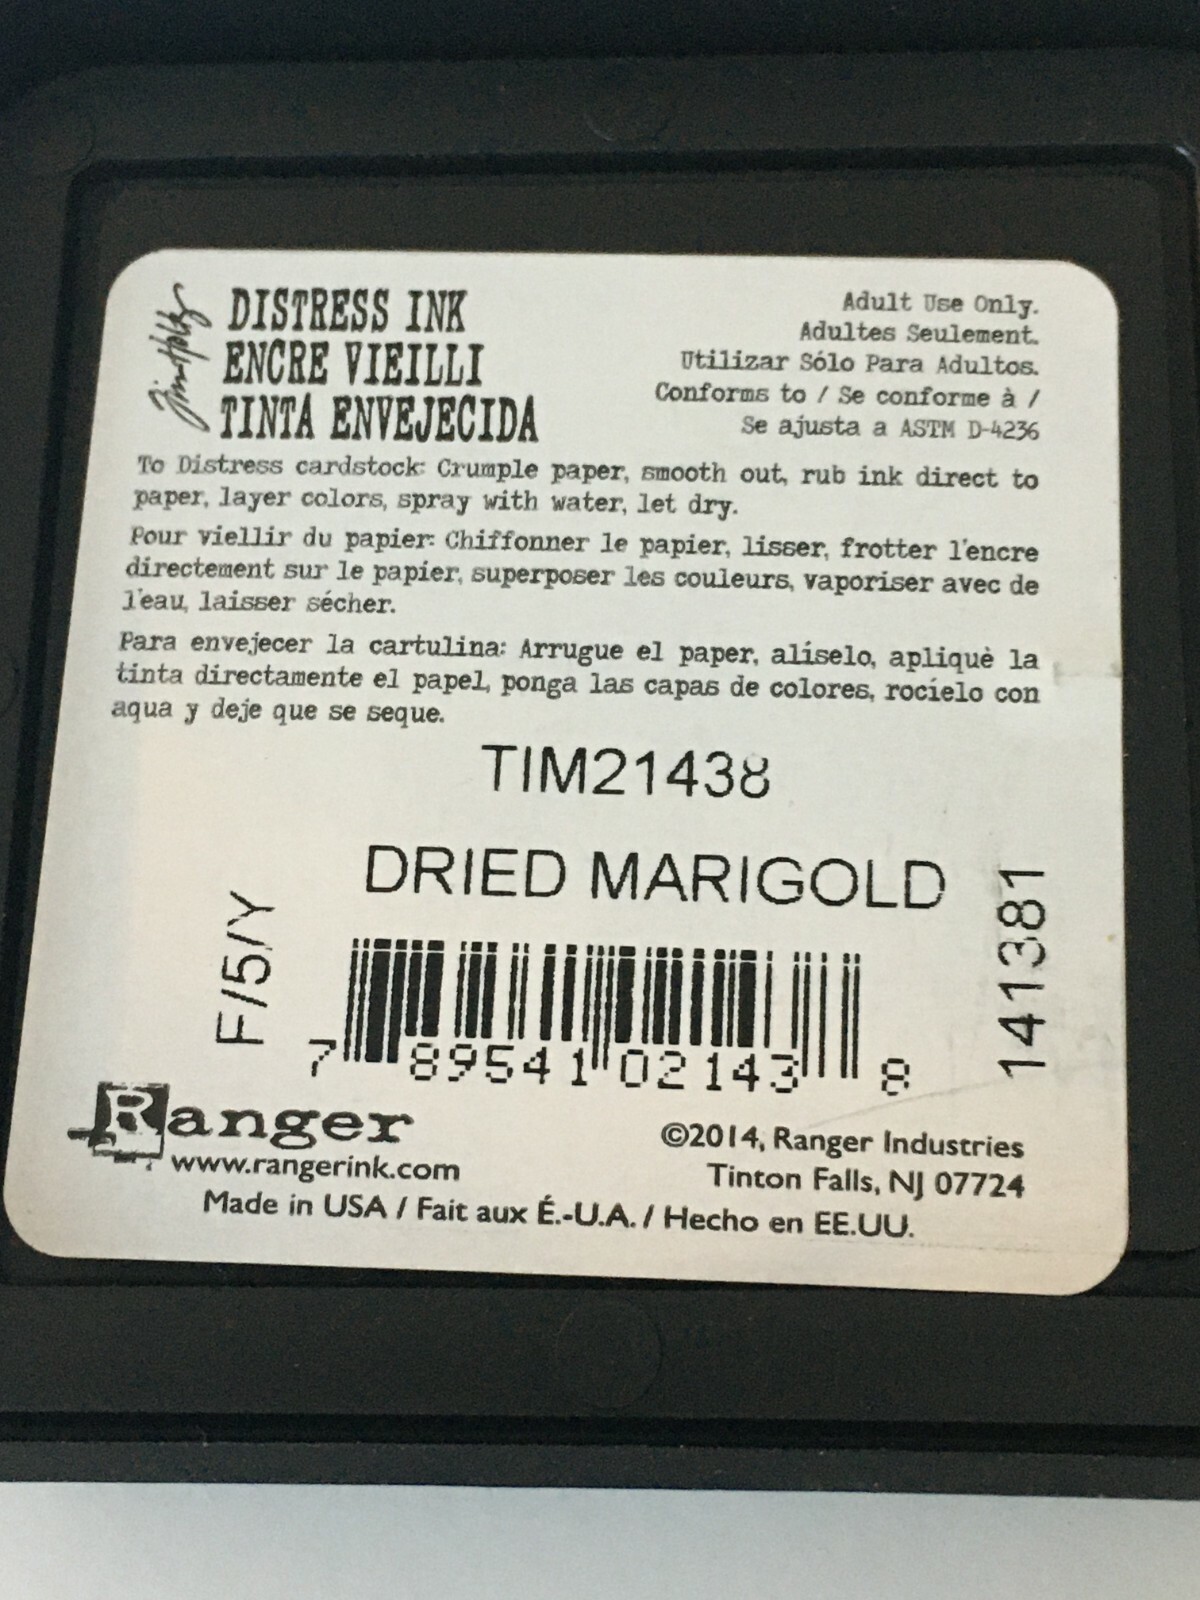 Tim Holtz
DISTRESS INK
ENCRE VIEILLI
TINTA ENVEJECIDA
Adult Use Only.
Adultes Seulement.
Utilizar Sólo Para Adultos.
Conforms to / Se conforme à /
Se ajusta a ASTM D-4236
To Distress cardstock: Crumple paper, smooth out, rub ink direct to
paper, layer colors, spray with water, let dry.
Pour viellir du papier: Chiffonner le papier, lisser, frotter l'encre
directement sur le papier, superposer les couleurs, vaporiser avec de
l'eau, laisser sécher.
Para envejecer la cartulina: Arrugue el paper, alíselo, apliquè la
tinta directamente el papel, ponga las capas de colores, rocíelo con
aqua y deje que se seque.
TIM21438
DRIED MARIGOLD
F/5/Y
141381
7 89541 02143 8
Ranger
www.rangerink.com
©2014, Ranger Industries
Tinton Falls, NJ 07724
Made in USA / Fait aux É.-U.A. / Hecho en EE.UU.